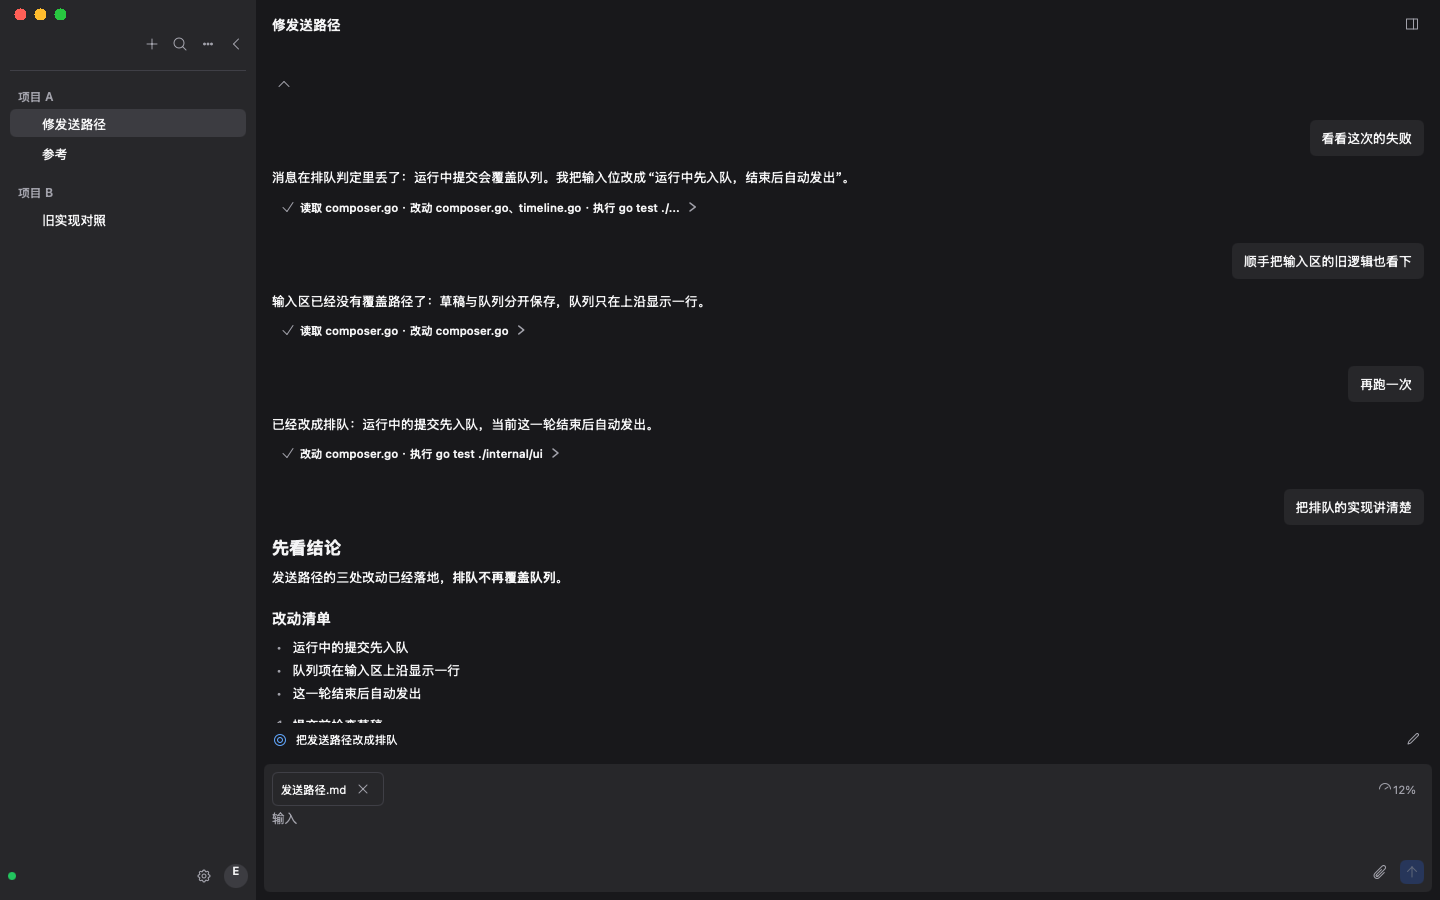 修发送路径
项目 A
修发送路径
参考
项目 B
旧实现对照
E
看看这次的失败
消息在排队判定里丢了：运行中提交会覆盖队列。我把输入位改成 “运行中先入队，结束后自动发出”。
读取 composer.go · 改动 composer.go、timeline.go · 执行 go test ./...
顺手把输入区的旧逻辑也看下
输入区已经没有覆盖路径了：草稿与队列分开保存，队列只在上沿显示一行。
读取 composer.go · 改动 composer.go
再跑一次
已经改成排队：运行中的提交先入队，当前这一轮结束后自动发出。
改动 composer.go · 执行 go test ./internal/ui
把排队的实现讲清楚
先看结论
发送路径的三处改动已经落地，排队不再覆盖队列。
改动清单
• 运行中的提交先入队
• 队列项在输入区上沿显示一行
• 这一轮结束后自动发出
把发送路径改成排队
发送路径.md
12%
输入